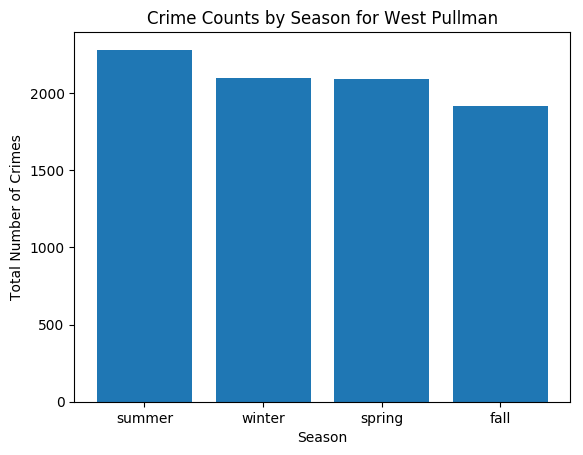 Crime Counts by Season for West Pullman
Total Number of Crimes
2000
1500
1000
500
0
summer winter spring fall
Season